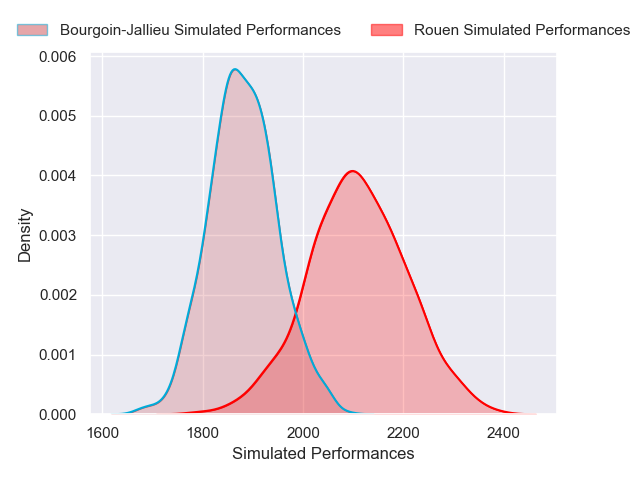 Bourgoin-Jallieu Simulated Performances Rouen Simulated Performances
0.006
0.005
0.004
0.003
0.002
0.001
0.000
Density
1600 1800 2000 2200 2400
Simulated Performances